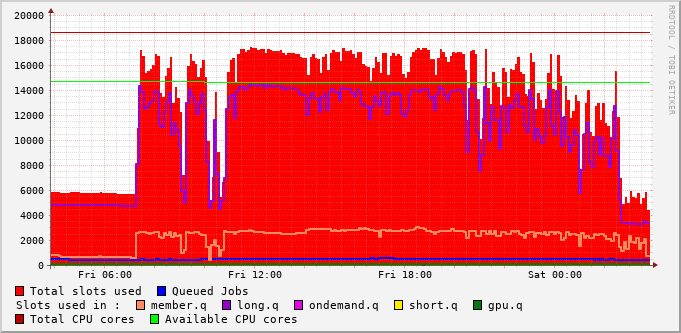 20000
18000
16000
14000
12000
10000
8000
6000
4000
2000
0
Fri 06:00 Fri 12:00 Fri 18:00 Sat 00:00
RRDTOOL / TOBI OETIKER
Total slots used Queued Jobs
Slots used in : member.q long.q ondemand.q short.q gpu.q
Total CPU cores Available CPU cores